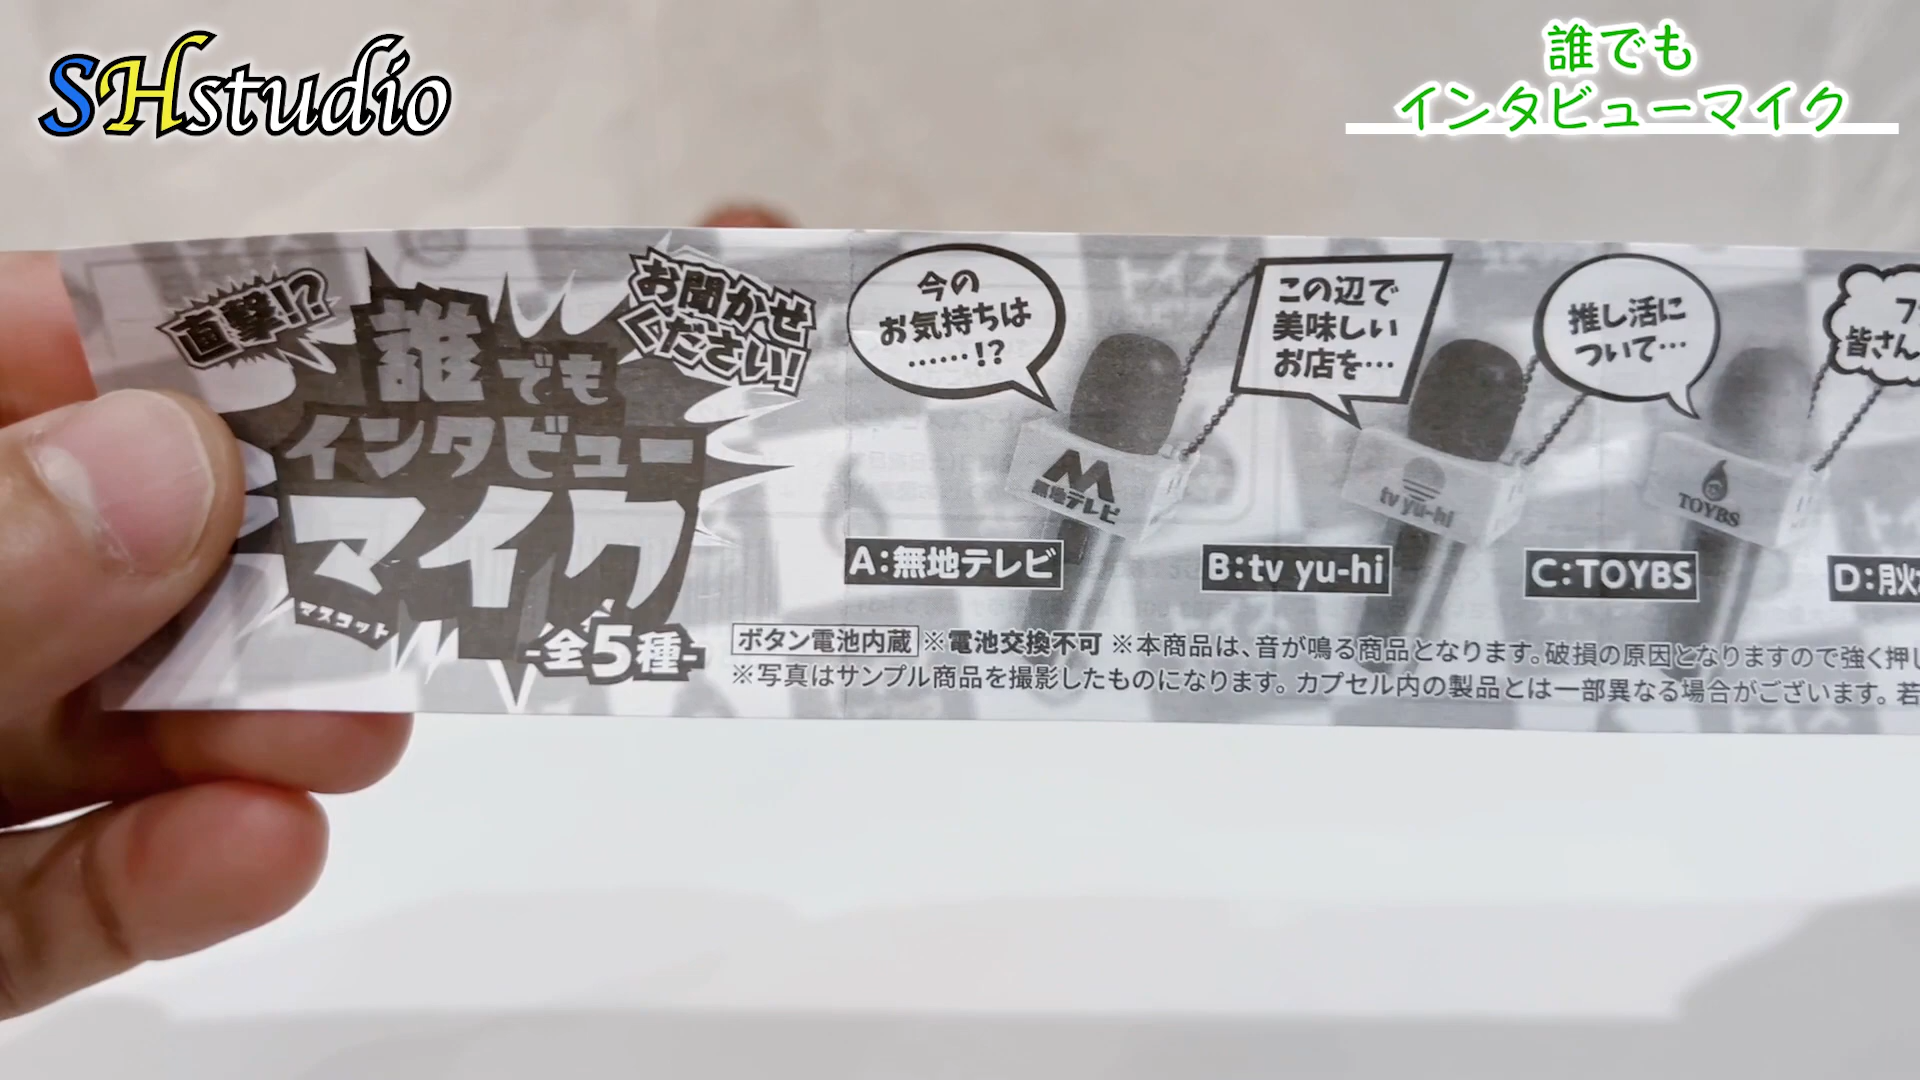 SHstudio
誰でも
インタビューマイク
直撃!?
誰でも
インタビュー
マイク
マスコット
-全5種-
お聞かせ
ください!
今の
お気持ちは
……!?
この辺で
美味しい
お店を…
推し活に
ついて…
皆さん
無地テレビ
tv yu-hi
TOYBS
A:無地テレビ
B:tv yu-hi
C:TOYBS
D:月火
ボタン電池内蔵 ※電池交換不可 ※本商品は、音が鳴る商品となります。破損の原因となりますので強く押し
※写真はサンプル商品を撮影したものになります。カプセル内の製品とは一部異なる場合がございます。若